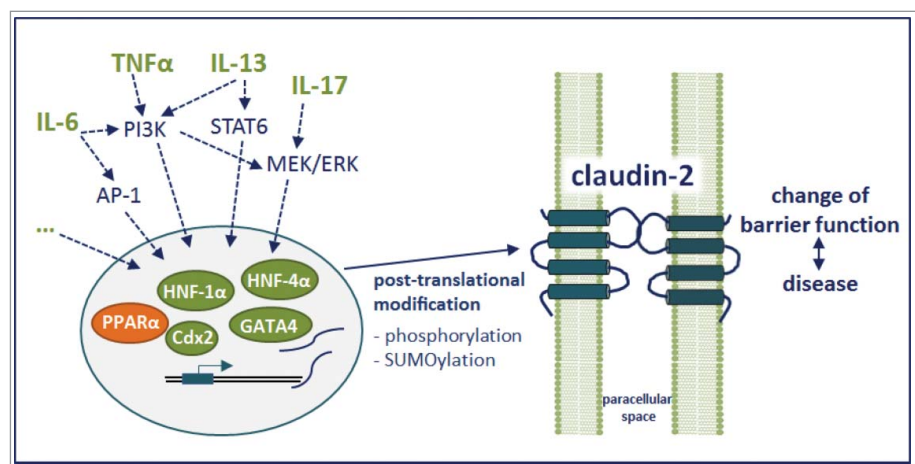 TNFα
IL-13
IL-17
IL-6
PI3K
STAT6
MEK/ERK
AP-1
...
HNF-1α
HNF-4α
PPARα
Cdx2
GATA4
post-translational
modification
- phosphorylation
- SUMOylation
claudin-2
paracellular
space
change of
barrier function
disease